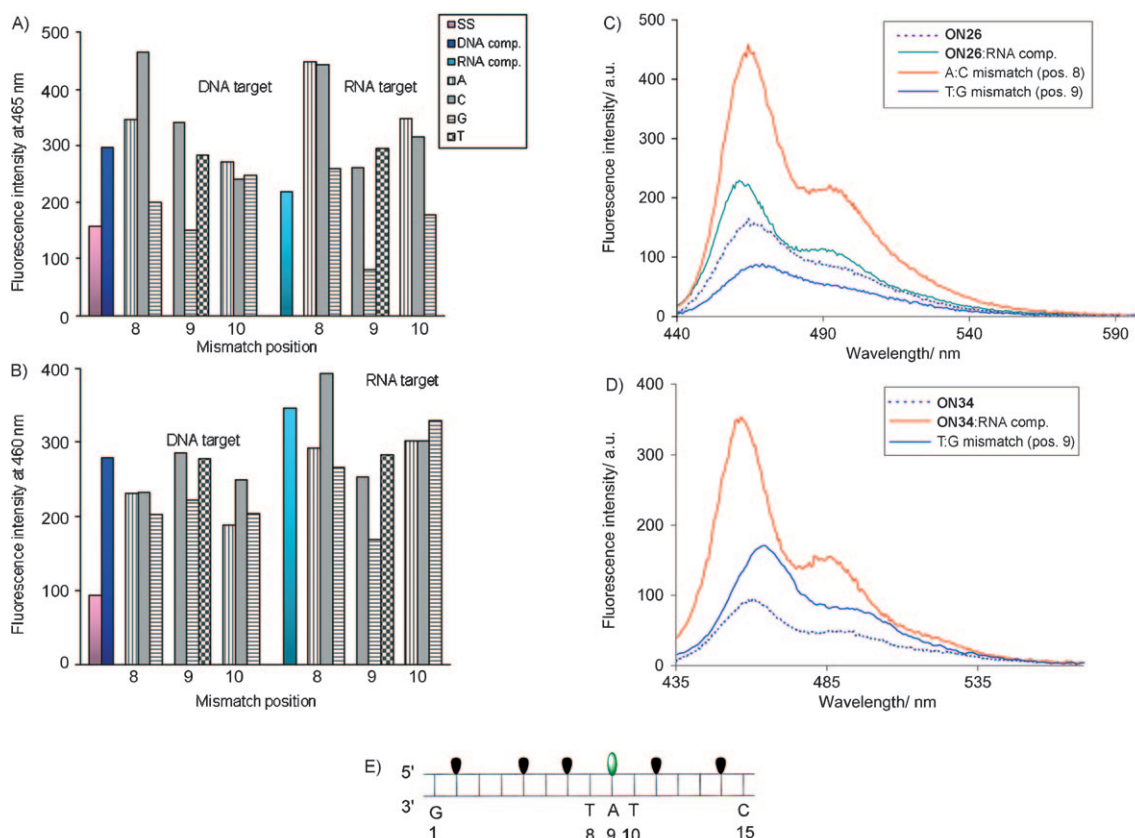 A)
Fluorescence intensity at 465 nm
500
400
300
200
100
0
DNA target
RNA target
SS
DNA comp.
RNA comp.
A
C
G
T
8
9
10
8
9
10
Mismatch position
B)
Fluorescence intensity at 460 nm
400
300
200
100
0
DNA target
RNA target
8
9
10
8
9
10
Mismatch position
C)
Fluorescence intensity/ a.u.
500
400
300
200
100
0
ON26
ON26:RNA comp.
A:C mismatch (pos. 8)
T:G mismatch (pos. 9)
440
490
540
590
Wavelength/ nm
D)
Fluorescence intensity/ a.u.
400
300
200
100
0
ON34
ON34:RNA comp.
T:G mismatch (pos. 9)
435
485
535
Wavelength/ nm
E)
5'
3'
G T A T C
1 8 9 10 15